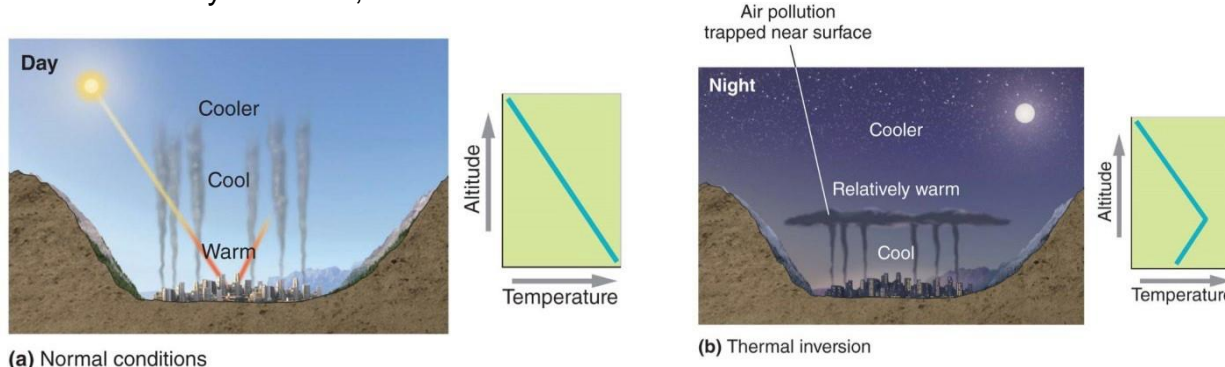 Day
Cooler
Cool
Warm
Altitude
Temperature
(a) Normal conditions
Air pollution
trapped near surface
Night
Cooler
Relatively warm
Cool
Altitude
Temperature
(b) Thermal inversion